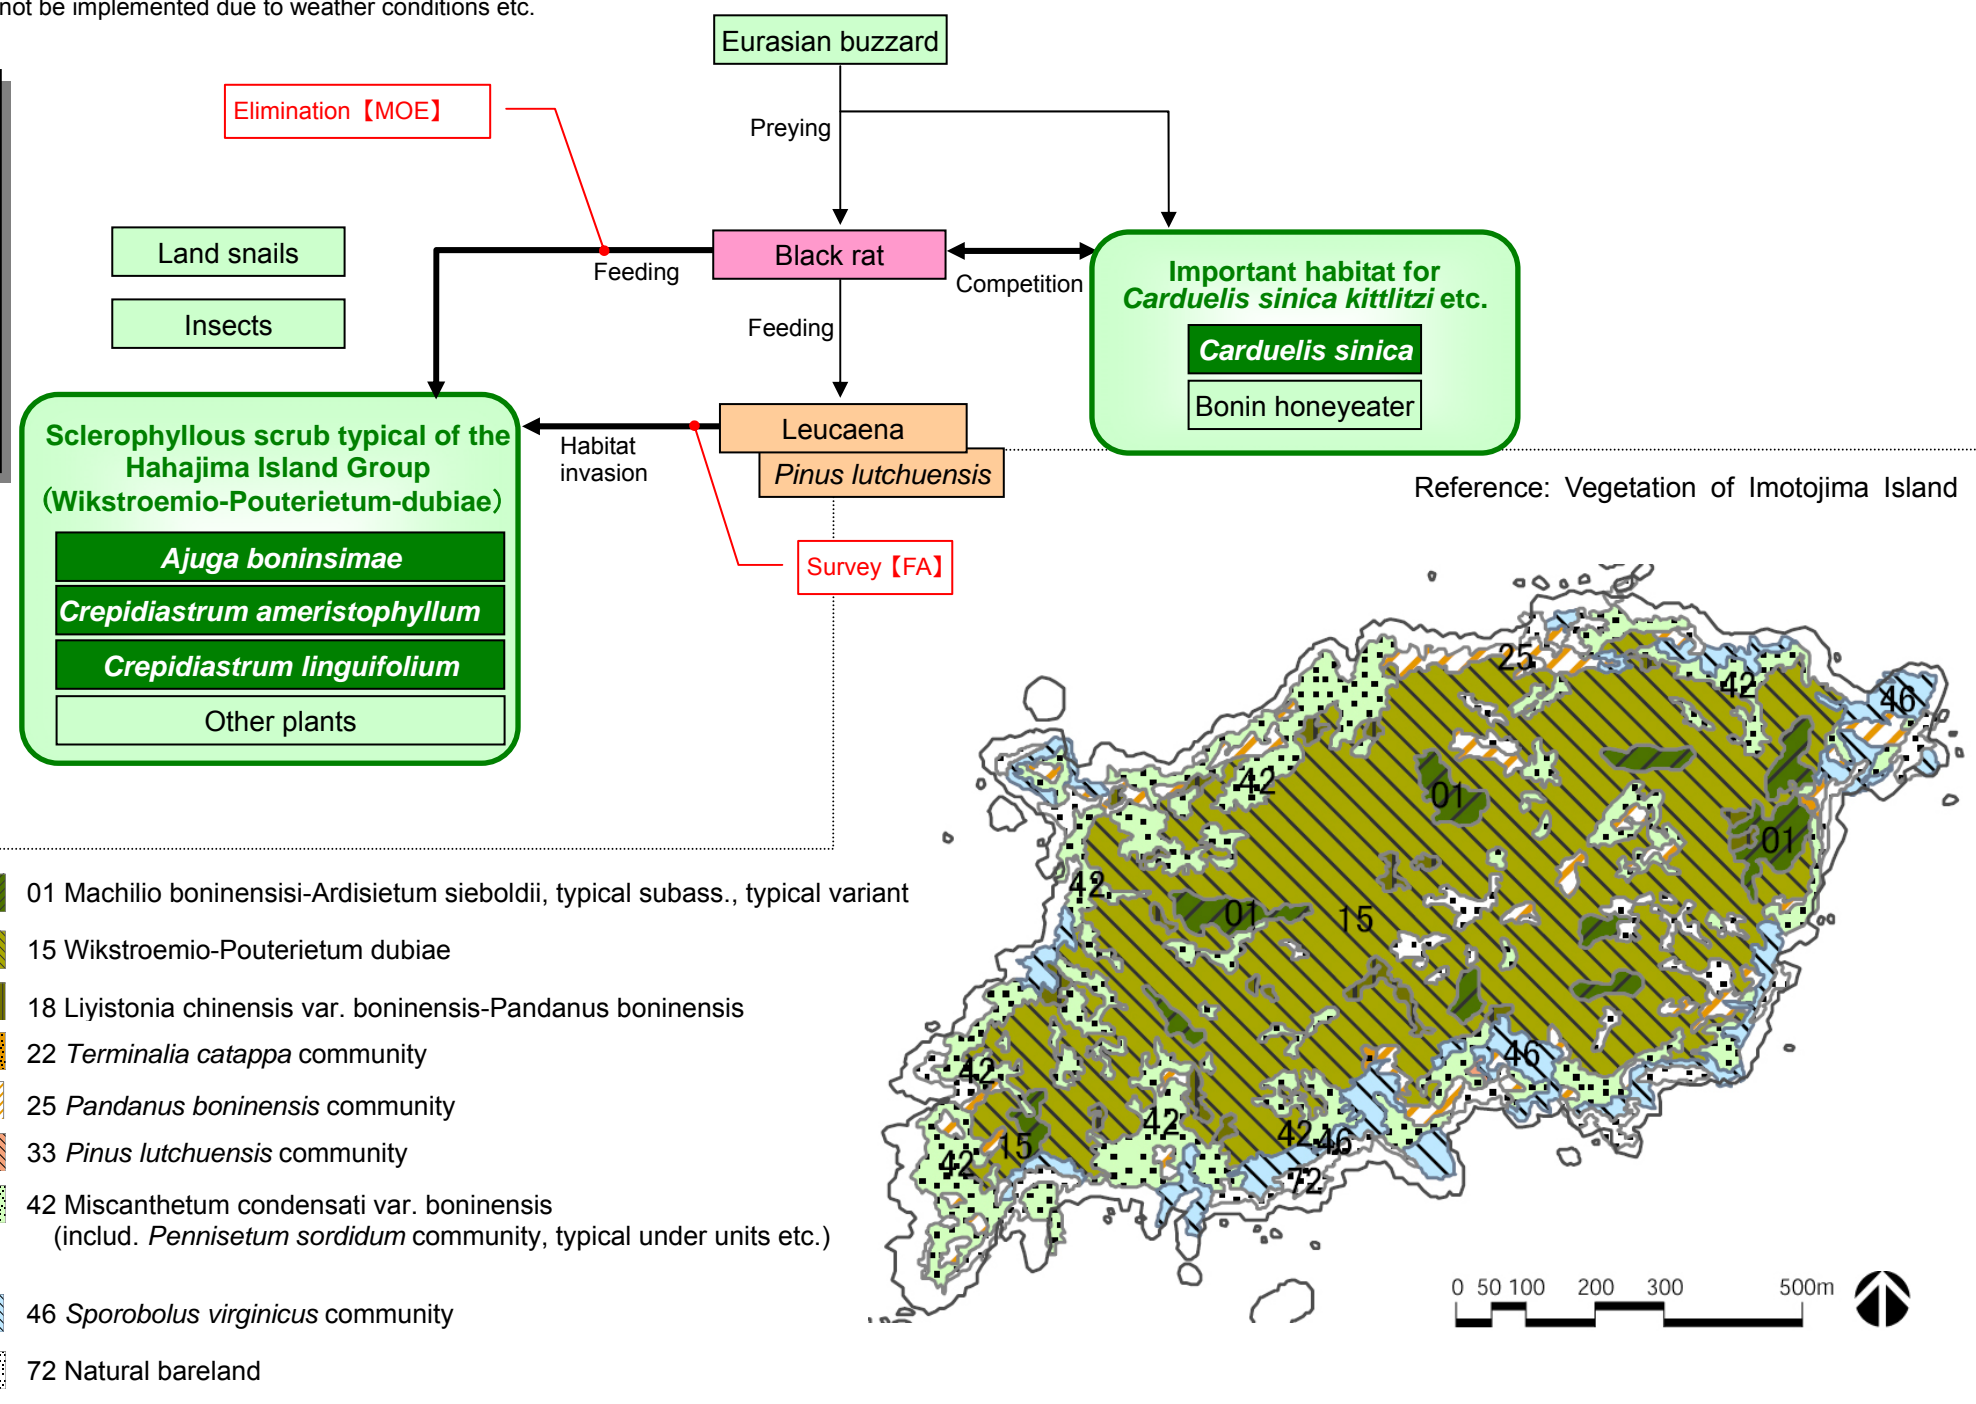 not be implemented due to weather conditions etc.
Eurasian buzzard
Elimination【MOE】
Preying
Land snails
Black rat
Feeding
Competition
Important habitat for
Carduelis sinica kittlitzi etc.
Insects
Feeding
Carduelis sinica
Bonin honeyeater
Sclerophyllous scrub typical of the
Hahajima Island Group
(Wikstroemio-Pouterietum-dubiae)
Habitat
invasion
Leucaena
Pinus lutchuensis
Reference: Vegetation of Imotojima Island
Ajuga boninsimae
Survey【FA】
Crepidiastrum ameristophyllum
Crepidiastrum linguifolium
Other plants
25
42
46
42
01
01
42
01
15
46
42
42
42
46
15
42
72
01 Machilio boninensisi-Ardisietum sieboldii, typical subass., typical variant
15 Wikstroemio-Pouterietum dubiae
18 Liyistonia chinensis var. boninensis-Pandanus boninensis
22 Terminalia catappa community
25 Pandanus boninensis community
33 Pinus lutchuensis community
42 Miscanthetum condensati var. boninensis
(includ. Pennisetum sordidum community, typical under units etc.)
46 Sporobolus virginicus community
72 Natural bareland
0 50 100 200 300 500m